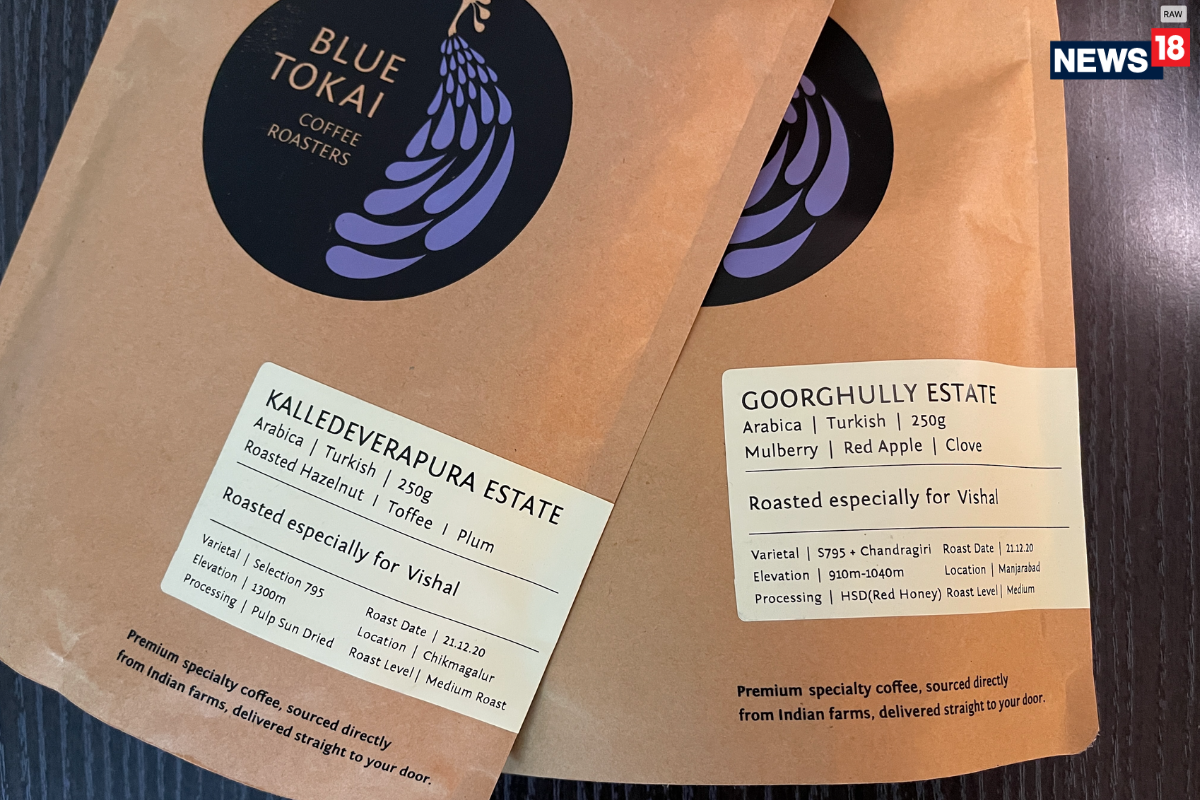 RAW
NEWS 18
BLUE
TOKAI
COFFEE
ROASTERS
KALLEDEVERAPURA ESTATE
Arabica | Turkish | 250g
Roasted Hazelnut | Toffee | Plum
Roasted especially for Vishal
Varietal | Selection 795
Elevation | 1300m
Processing | Pulp Sun Dried
Roast Date | 21.12.20
Location | Chikmagalur
Roast Level | Medium Roast
Premium specialty coffee, sourced directly
from Indian farms, delivered straight to your door.
GOORGHULLY ESTATE
Arabica | Turkish | 250g
Mulberry | Red Apple | Clove
Roasted especially for Vishal
Varietal | S795 + Chandragiri Roast Date | 21.12.20
Elevation | 910m-1040m Location | Manjarabad
Processing | HSD(Red Honey) Roast Level | Medium
Premium specialty coffee, sourced directly
from Indian farms, delivered straight to your door.